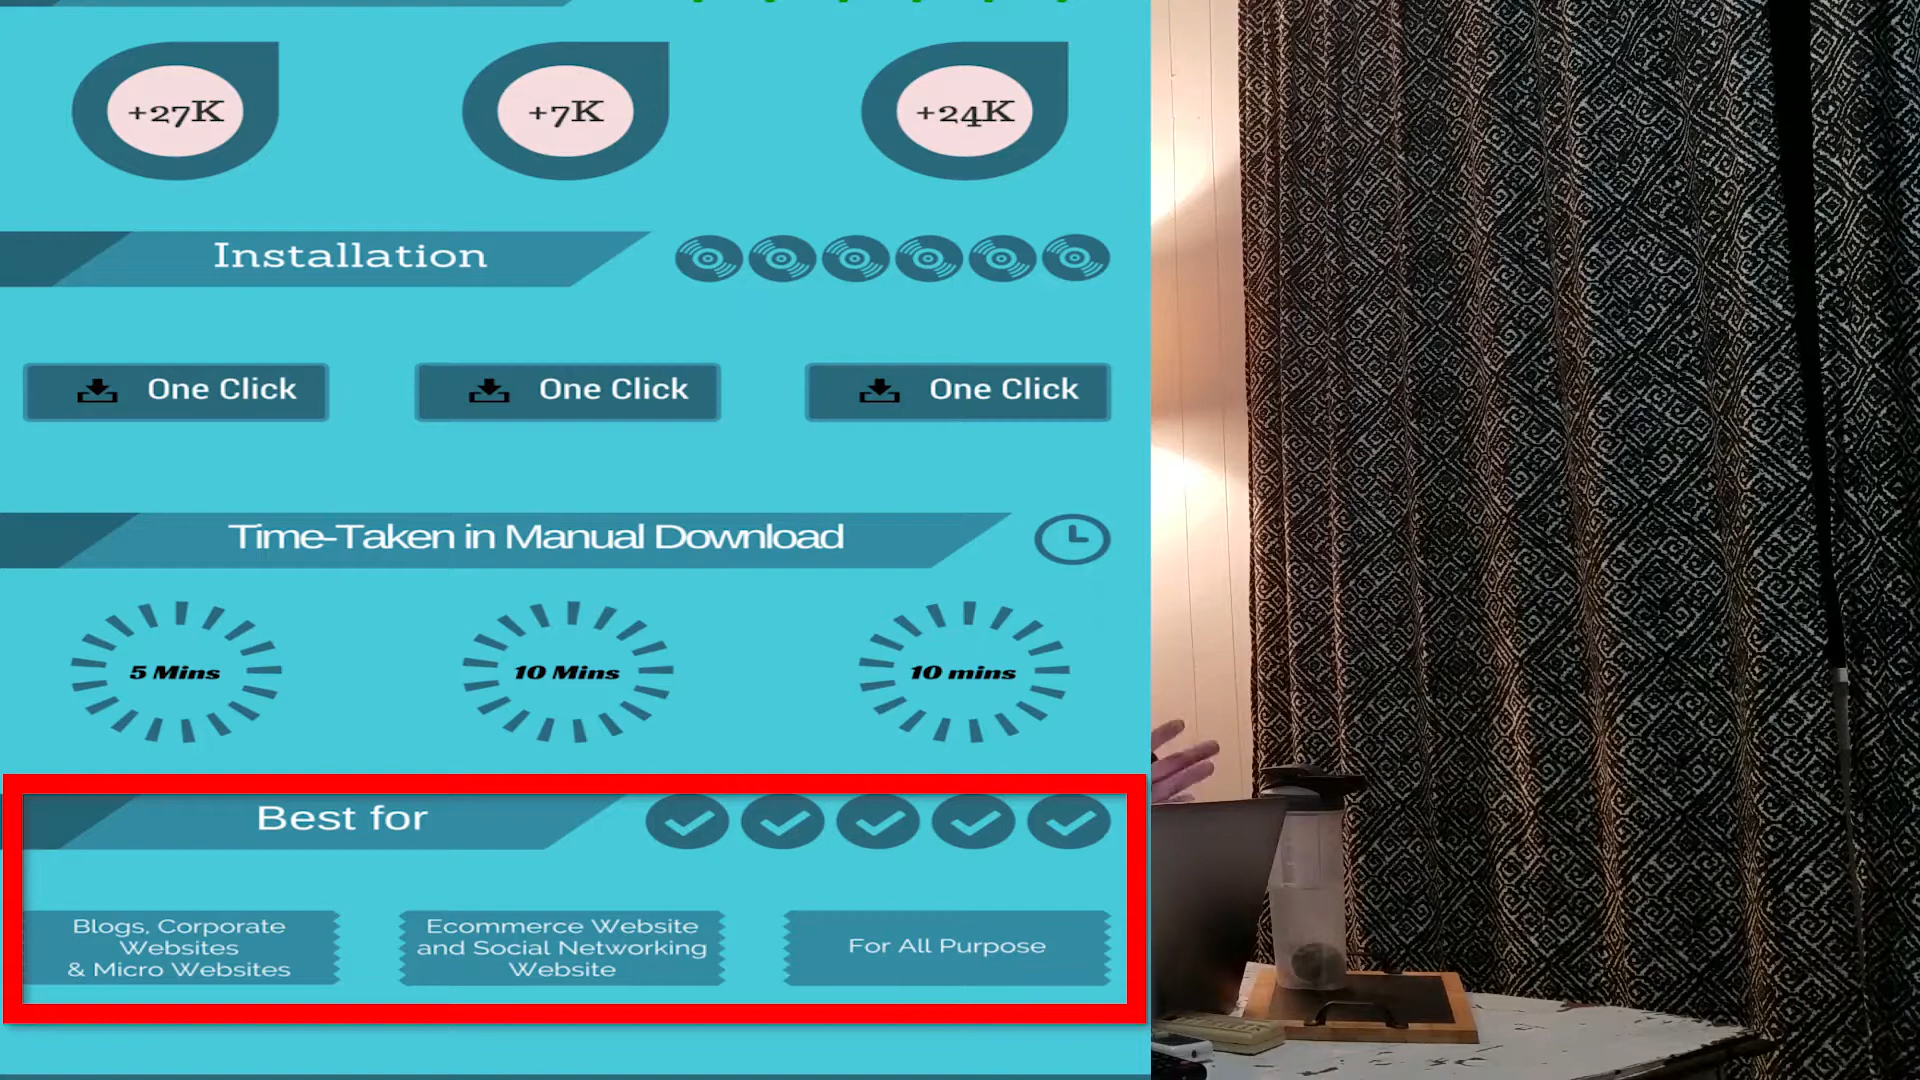 +27K
+7K
+24K
Installation
One Click
One Click
One Click
Time-Taken in Manual Download
5 Mins
10 Mins
10 mins
Best for
Blogs, Corporate
Websites
& Micro Websites
Ecommerce Website
and Social Networking
Website
For All Purpose